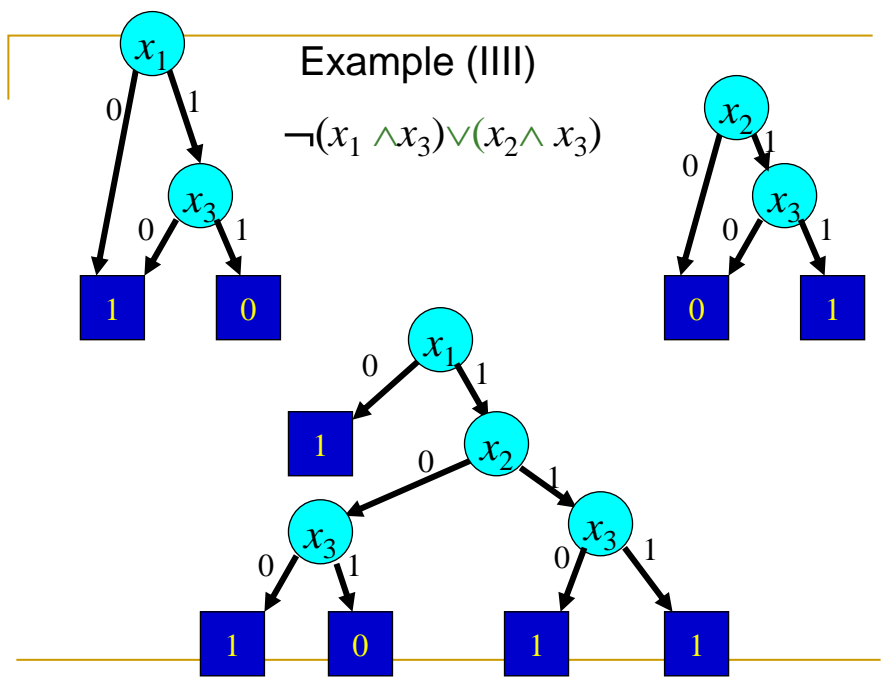 Example (IIII)
¬(x₁ ∧x₃)∨(x₂∧ x₃)
x₁
0 1
x₃
0 1
1 0
x₂
0 1
x₃
0 1
0 1
x₁
0 1
1
x₂
0 1
x₃ x₃
0 1 0 1
1 0 1 1